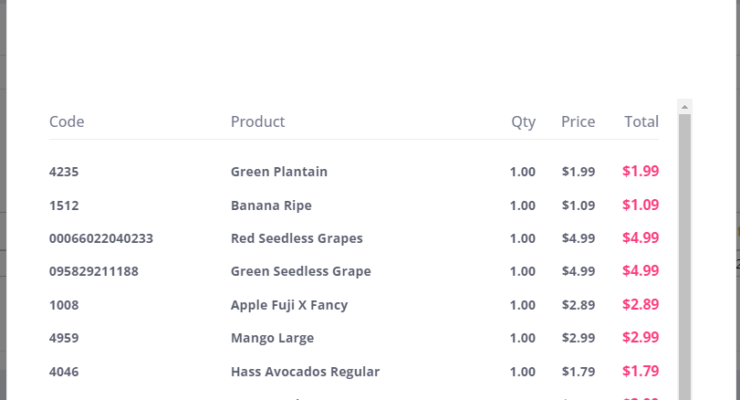 Code Product Qty Price Total
4235 Green Plantain 1.00 $1.99 $1.99
1512 Banana Ripe 1.00 $1.09 $1.09
00066022040233 Red Seedless Grapes 1.00 $4.99 $4.99
095829211188 Green Seedless Grape 1.00 $4.99 $4.99
1008 Apple Fuji X Fancy 1.00 $2.89 $2.89
4959 Mango Large 1.00 $2.99 $2.99
4046 Hass Avocados Regular 1.00 $1.79 $1.79